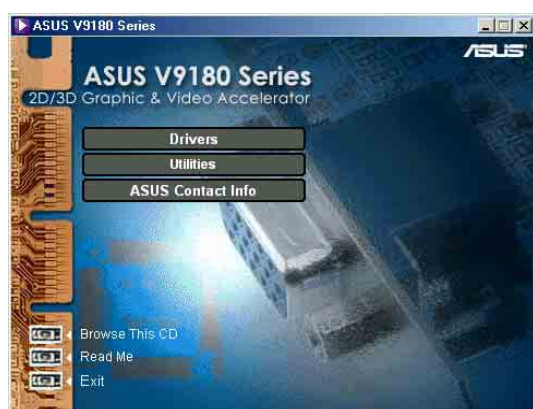 ASUS V9180 Series
ASUS
ASUS V9180 Series
2D/3D Graphic & Video Accelerator
Drivers
Utilities
ASUS Contact Info
Browse This CD
Read Me
Exit